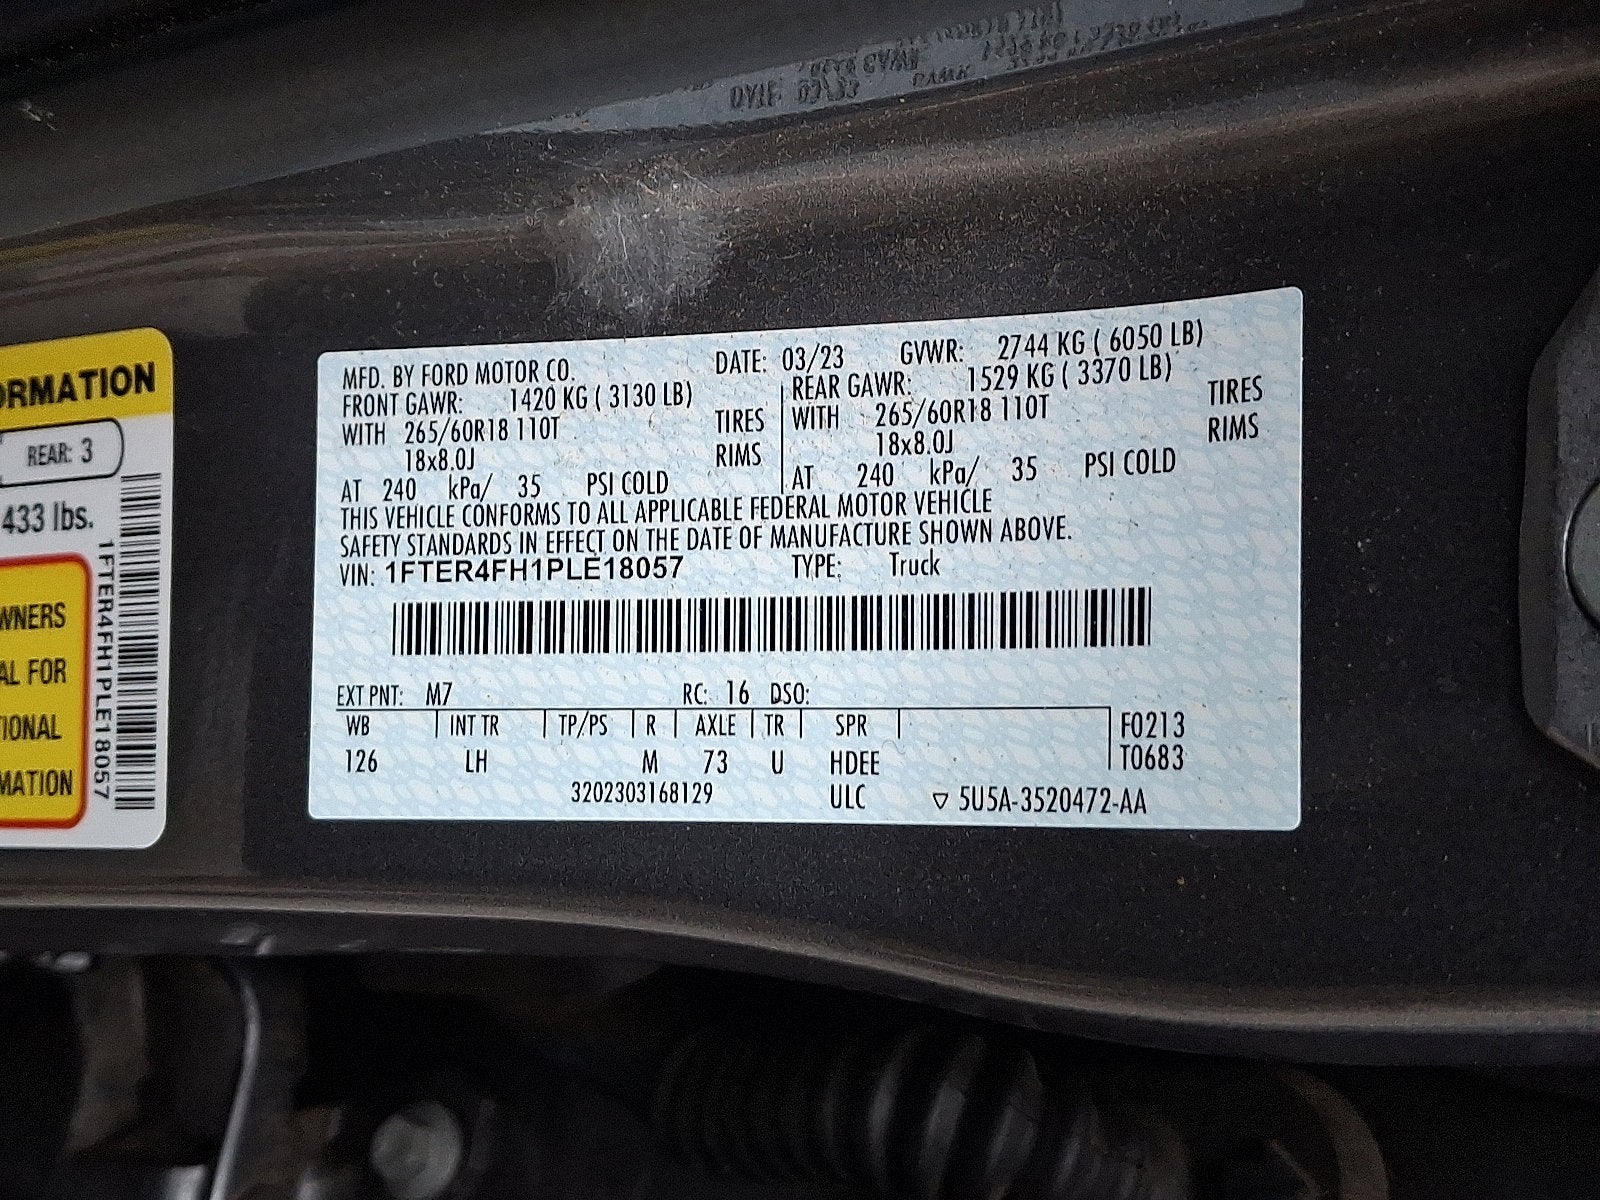 RMATION
REAR: 3
433 lbs.
1FTER4FH1PLE18057
WNERS
AL FOR
IONAL
MATION
MFD. BY FORD MOTOR CO. DATE: 03/23 GVWR: 2744 KG ( 6050 LB)
FRONT GAWR: 1420 KG ( 3130 LB) REAR GAWR: 1529 KG ( 3370 LB)
WITH 265/60R18 110T TIRES WITH 265/60R18 110T TIRES
18x8.0J RIMS 18x8.0J RIMS
AT 240 kPa/ 35 PSI COLD AT 240 kPa/ 35 PSI COLD
THIS VEHICLE CONFORMS TO ALL APPLICABLE FEDERAL MOTOR VEHICLE
SAFETY STANDARDS IN EFFECT ON THE DATE OF MANUFACTURE SHOWN ABOVE.
VIN: 1FTER4FH1PLE18057 TYPE: Truck
EXT PNT: M7 RC: 16 DSO:
WB INT TR TP/PS R AXLE TR SPR F0213
126 LH M 73 U HDEE T0683
3202303168129 ULC ▽ 5U5A-3520472-AA